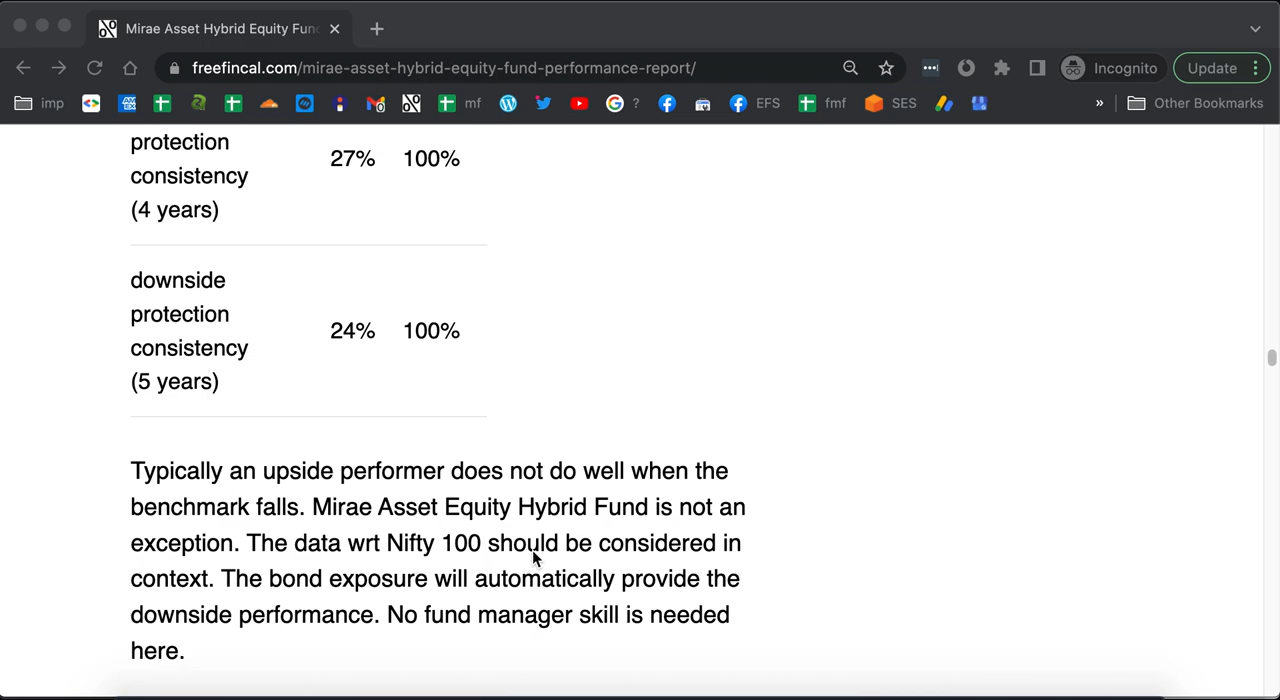 Mirae Asset Hybrid Equity Fun
freefincal.com/mirae-asset-hybrid-equity-fund-performance-report/
Incognito
Update
imp
mf
?
EFS
fmf
SES
»
Other Bookmarks
protection
consistency
(4 years)
27% 100%
downside
protection
consistency
(5 years)
24% 100%
Typically an upside performer does not do well when the
benchmark falls. Mirae Asset Equity Hybrid Fund is not an
exception. The data wrt Nifty 100 should be considered in
context. The bond exposure will automatically provide the
downside performance. No fund manager skill is needed
here.